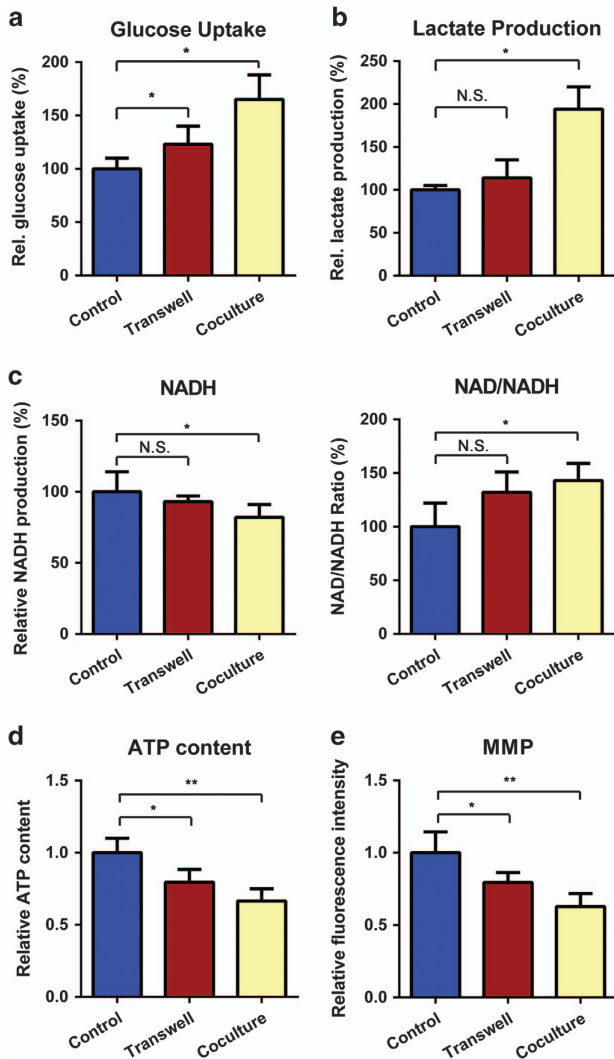 a
Glucose Uptake
Rel. glucose uptake (%)
200
150
100
50
0
*
*
Control
Transwell
Coculture
b
Lactate Production
Rel. lactate production (%)
250
200
150
100
50
0
*
N.S.
Control
Transwell
Coculture
c
NADH
Relative NADH production (%)
150
100
50
0
*
N.S.
Control
Transwell
Coculture
NAD/NADH
NAD/NADH Ratio (%)
200
150
100
50
0
*
N.S.
Control
Transwell
Coculture
d
ATP content
Relative ATP content
1.5
1.0
0.5
0.0
**
*
Control
Transwell
Coculture
e
MMP
Relative fluorescence intensity
1.5
1.0
0.5
0.0
**
*
Control
Transwell
Coculture